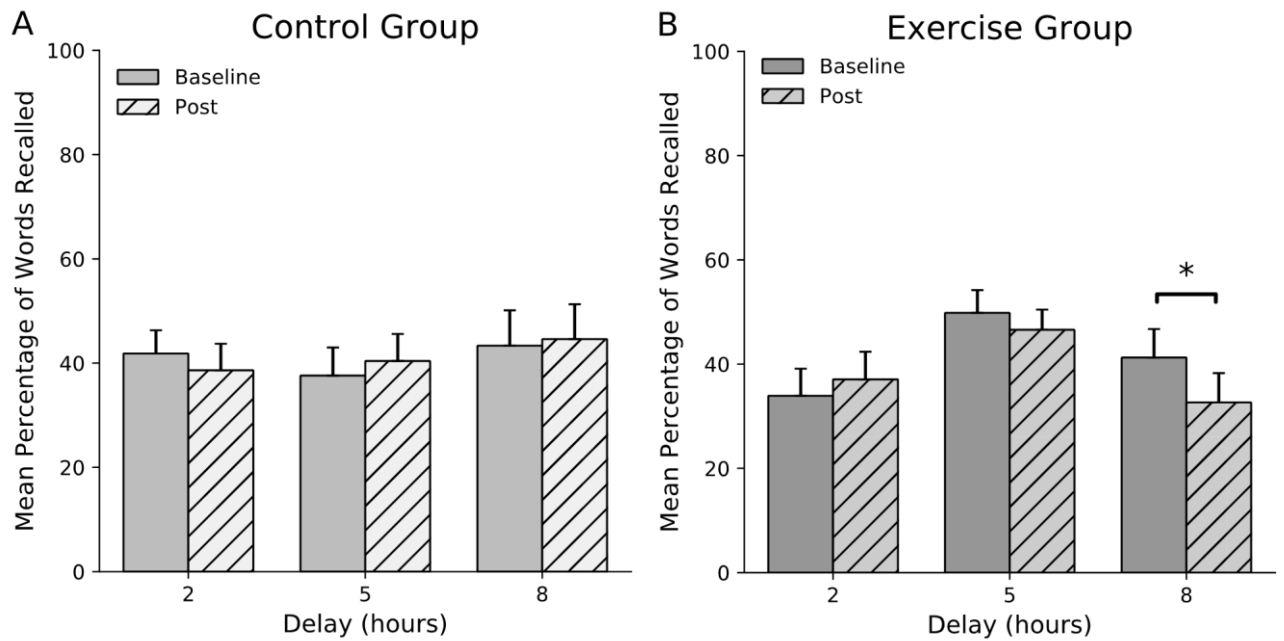 A
Control Group
Mean Percentage of Words Recalled
100
80
60
40
20
0
Baseline
Post
2
5
8
Delay (hours)
B
Exercise Group
Mean Percentage of Words Recalled
100
80
60
40
20
0
Baseline
Post
*
2
5
8
Delay (hours)